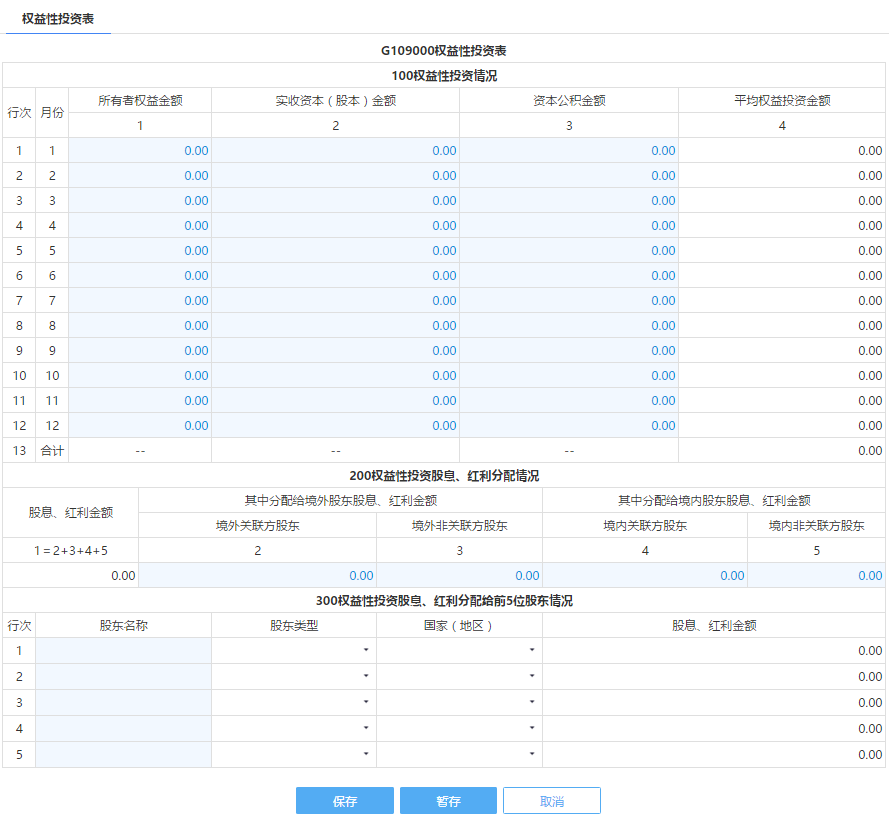 权益性投资表
G109000权益性投资表
100权益性投资情况
行次 月份 所有者权益金额 实收资本（股本）金额 资本公积金额 平均权益投资金额
1 2 3 4
1 1 0.00 0.00 0.00 0.00
2 2 0.00 0.00 0.00 0.00
3 3 0.00 0.00 0.00 0.00
4 4 0.00 0.00 0.00 0.00
5 5 0.00 0.00 0.00 0.00
6 6 0.00 0.00 0.00 0.00
7 7 0.00 0.00 0.00 0.00
8 8 0.00 0.00 0.00 0.00
9 9 0.00 0.00 0.00 0.00
10 10 0.00 0.00 0.00 0.00
11 11 0.00 0.00 0.00 0.00
12 12 0.00 0.00 0.00 0.00
13 合计 -- -- -- 0.00
200权益性投资股息、红利分配情况
股息、红利金额 其中分配给境外股东股息、红利金额 其中分配给境内股东股息、红利金额
境外关联方股东 境外非关联方股东 境内关联方股东 境内非关联方股东
1=2+3+4+5 2 3 4 5
0.00 0.00 0.00 0.00 0.00
300权益性投资股息、红利分配给前5位股东情况
行次 股东名称 股东类型 国家（地区） 股息、红利金额
1 0.00
2 0.00
3 0.00
4 0.00
5 0.00
保存 暂存 取消